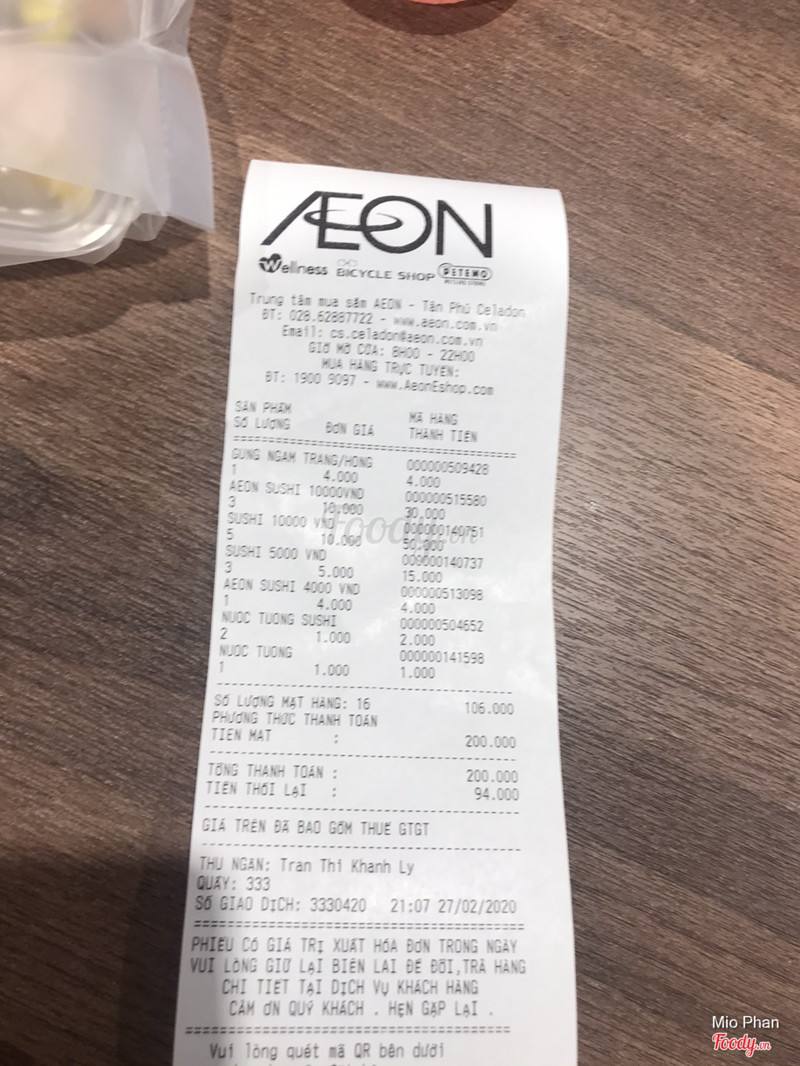 ÆON
Wellness BICYCLE SHOP PETEMO
Trung tâm mua sắm AEON - Tân Phú Celadon
ĐT: 028.62887722 - www.aeon.com.vn
Email: cs.celadon@aeon.com.vn
GIỜ MỞ CỬA: 8H00 - 22H00
MUA HÀNG TRỰC TUYẾN:
ĐT: 1900 9097 - www.AeonEshop.com
SẢN PHẨM MÃ HÀNG
SỐ LƯỢNG ĐƠN GIÁ THÀNH TIỀN
GUNG NGAM TRANG/HONG 000000509428
1 4.000 4.000
AEON SUSHI 10000VND 000000515580
3 10.000 30.000
SUSHI 10000 VND 000000140751
5 10.000 50.000
SUSHI 5000 VND 000000140737
3 5.000 15.000
AEON SUSHI 4000 VND 000000513098
1 4.000 4.000
NUOC TUONG SUSHI 000000504652
2 1.000 2.000
NUOC TUONG 000000141598
1 1.000 1.000
SỐ LƯỢNG MẶT HÀNG: 16 106.000
PHƯƠNG THỨC THANH TOÁN
TIỀN MẶT : 200.000
TỔNG THANH TOÁN : 200.000
TIỀN THỐI LẠI : 94.000
GIÁ TRÊN ĐÃ BAO GỒM THUẾ GTGT
THU NGÂN: Tran Thi Khanh Ly
QUẦY: 333
SỐ GIAO DỊCH: 3330420 21:07 27/02/2020
PHIẾU CÓ GIÁ TRỊ XUẤT HÓA ĐƠN TRONG NGÀY
VUI LÒNG GIỮ LẠI BIÊN LAI ĐỂ ĐỔI,TRẢ HÀNG
CHI TIẾT TẠI DỊCH VỤ KHÁCH HÀNG
CẢM ƠN QUÝ KHÁCH . HẸN GẶP LẠI .
Vui lòng quét mã QR bên dưới
Foody.vn
Mio Phan
Foody.vn